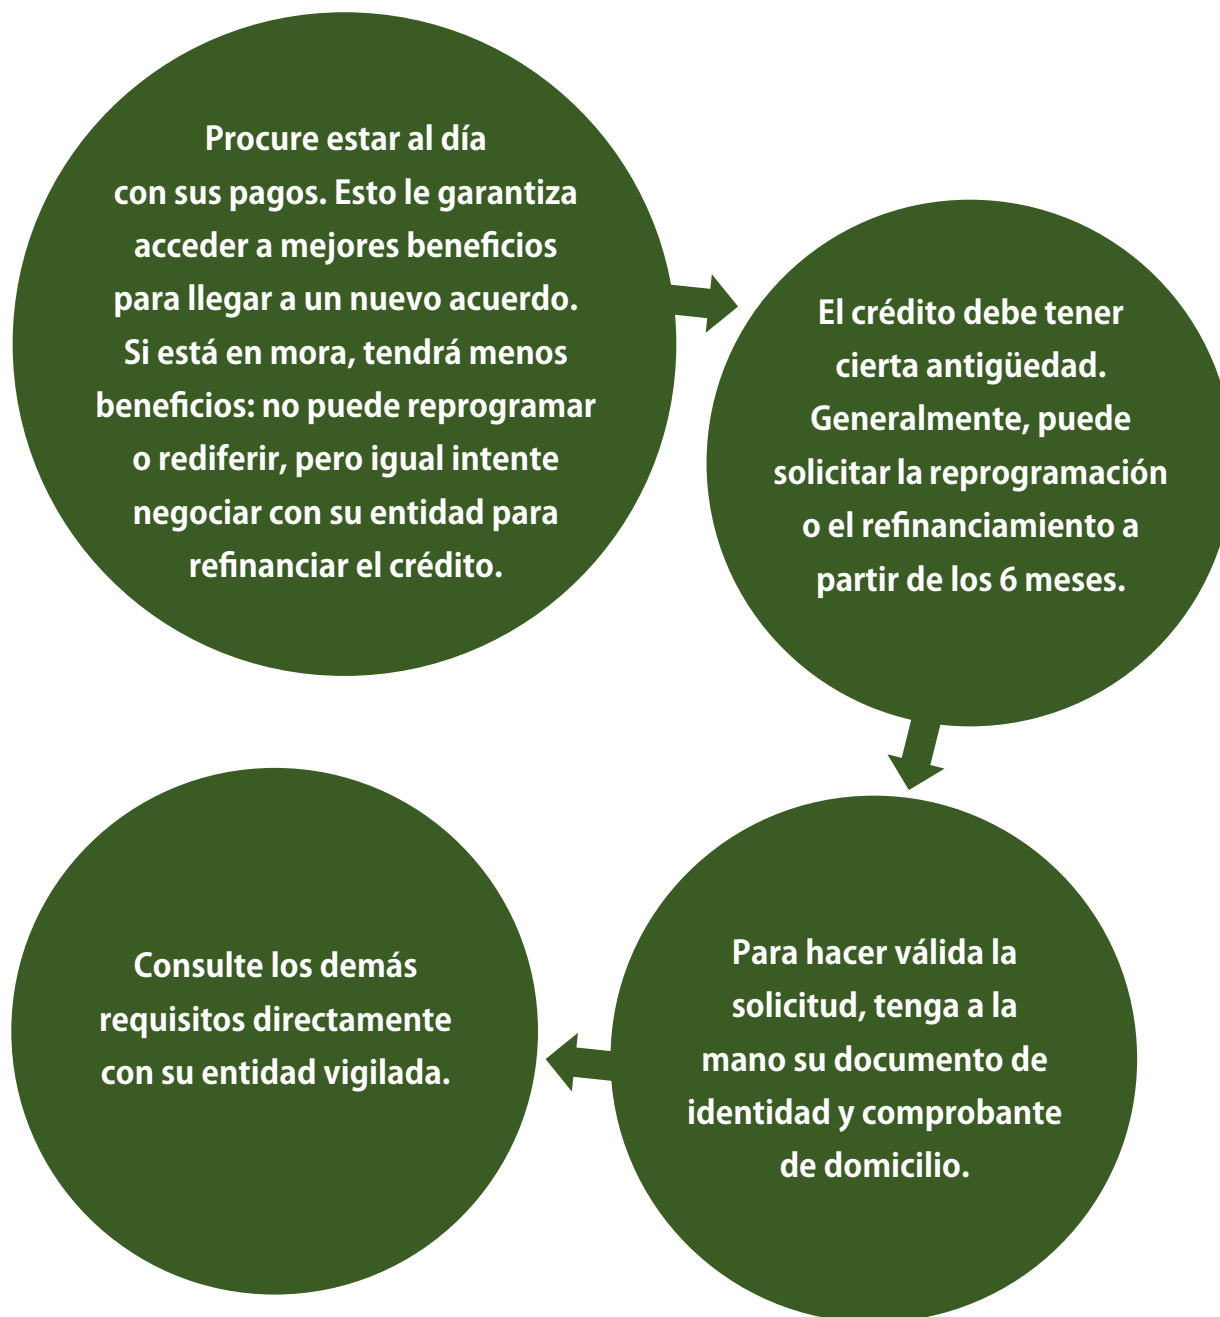 Procure estar al día
con sus pagos. Esto le garantiza
acceder a mejores beneficios
para llegar a un nuevo acuerdo.
Si está en mora, tendrá menos
beneficios: no puede reprogramar
o rediferir, pero igual intente
negociar con su entidad para
refinanciar el crédito.
El crédito debe tener
cierta antigüedad.
Generalmente, puede
solicitar la reprogramación
o el refinanciamiento a
partir de los 6 meses.
Para hacer válida la
solicitud, tenga a la
mano su documento de
identidad y comprobante
de domicilio.
Consulte los demás
requisitos directamente
con su entidad vigilada.